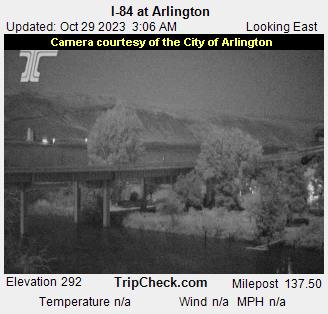 I-84 at Arlington
Updated: Oct 29 2023 3:06 AM Looking East
Camera courtesy of the City of Arlington
Elevation 292 TripCheck.com Milepost 137.50
Temperature n/a Wind n/a MPH n/a